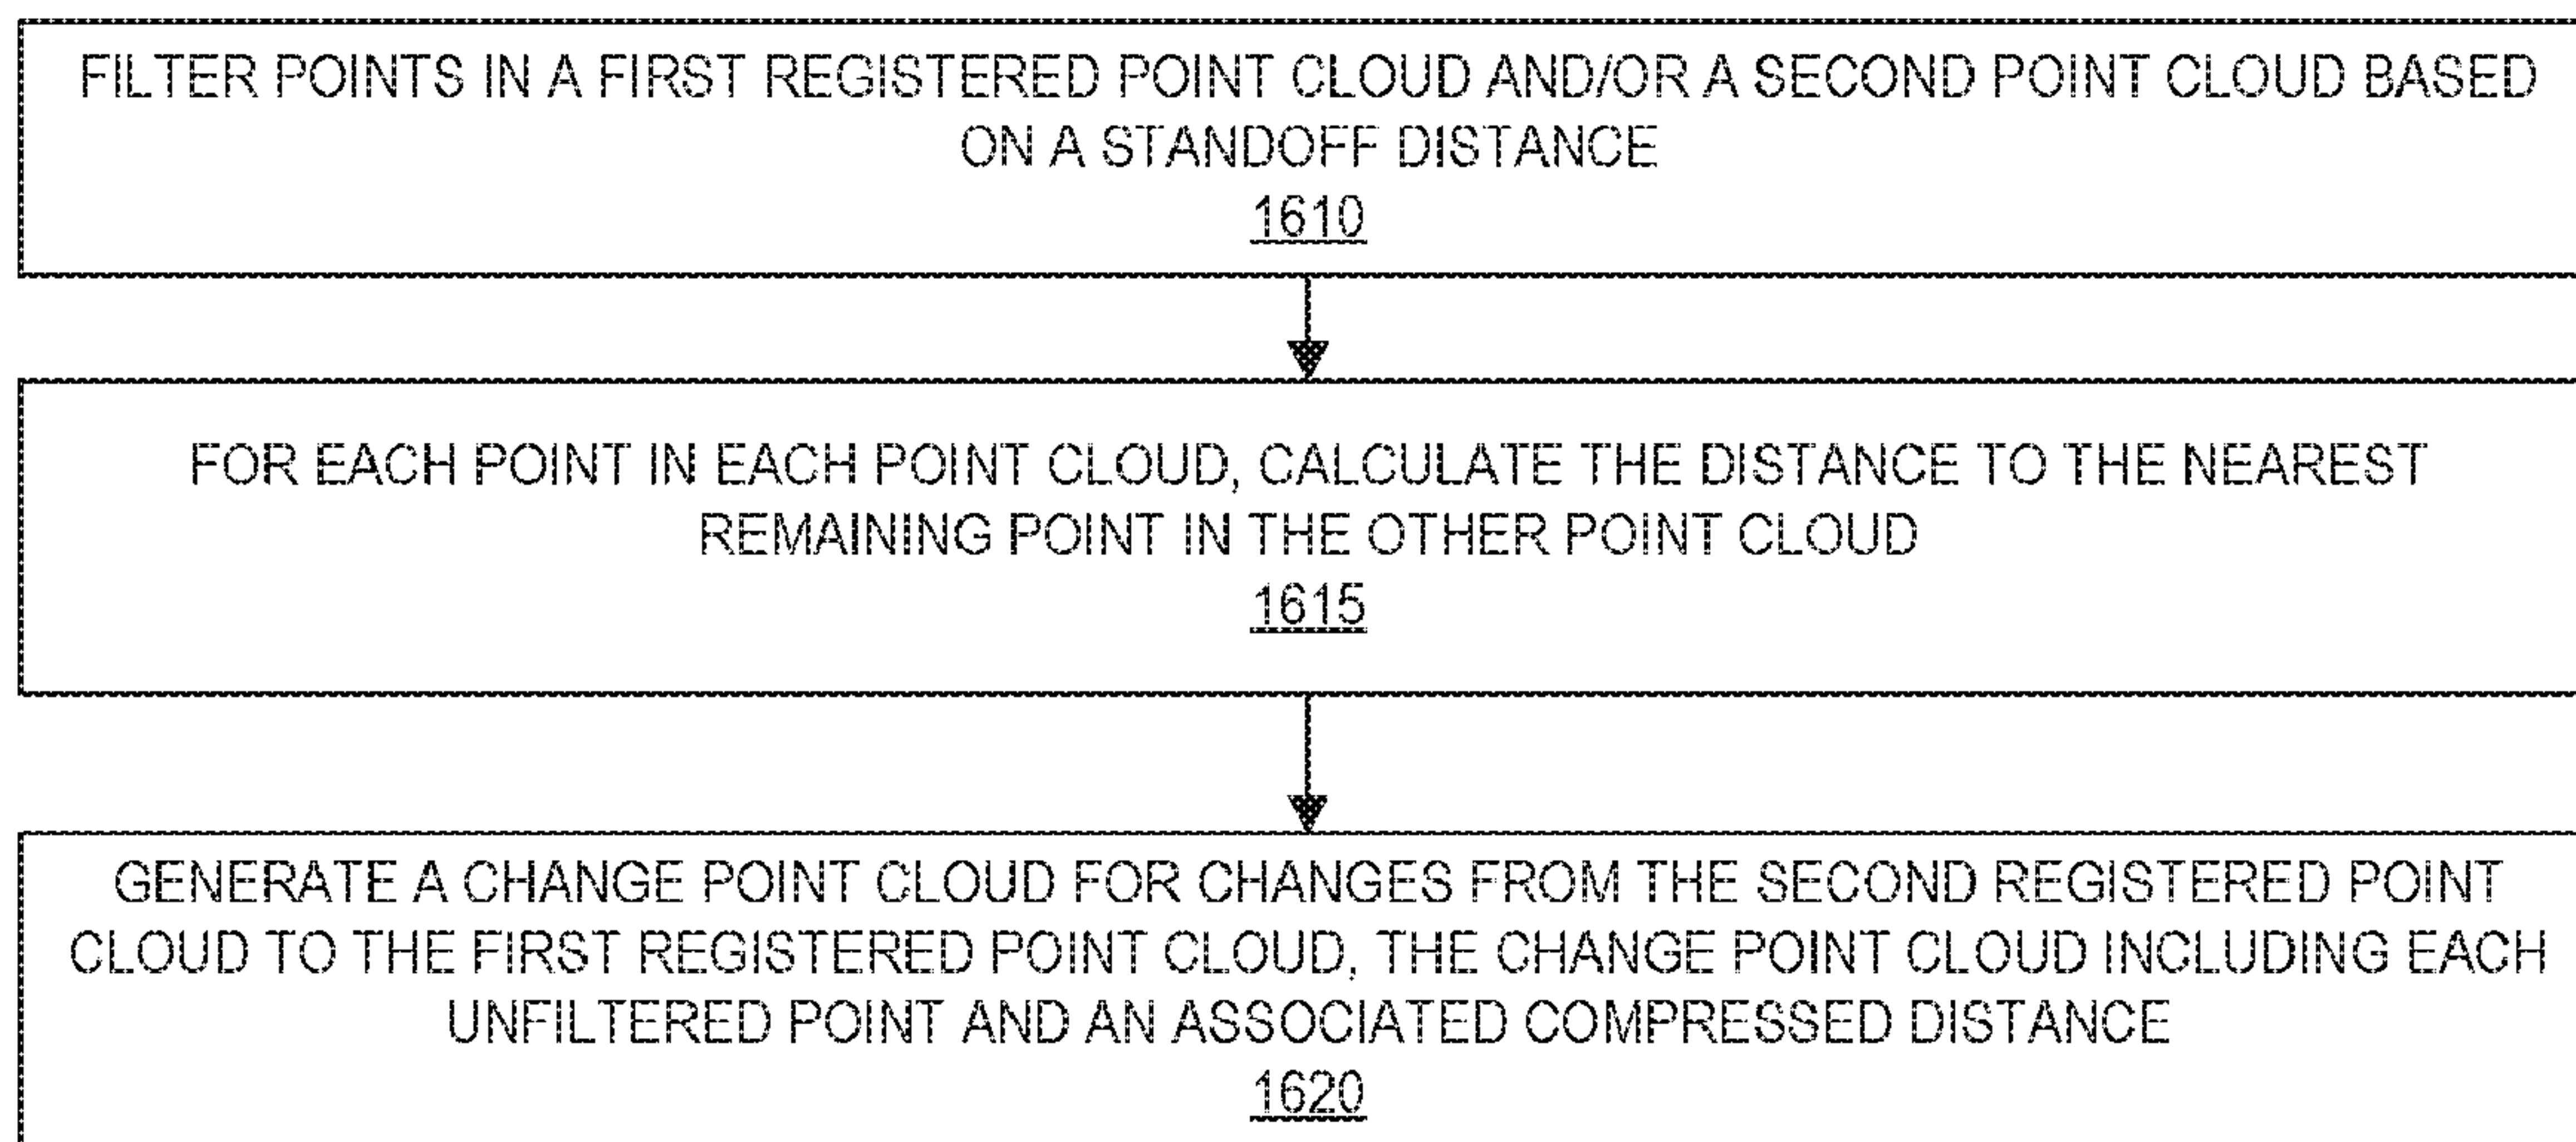 FILTER POINTS IN A FIRST REGISTERED POINT CLOUD AND/OR A SECOND POINT CLOUD BASED
ON A STANDOFF DISTANCE
1610
FOR EACH POINT IN EACH POINT CLOUD, CALCULATE THE DISTANCE TO THE NEAREST
REMAINING POINT IN THE OTHER POINT CLOUD
1615
GENERATE A CHANGE POINT CLOUD FOR CHANGES FROM THE SECOND REGISTERED POINT
CLOUD TO THE FIRST REGISTERED POINT CLOUD, THE CHANGE POINT CLOUD INCLUDING EACH
UNFILTERED POINT AND AN ASSOCIATED COMPRESSED DISTANCE
1620